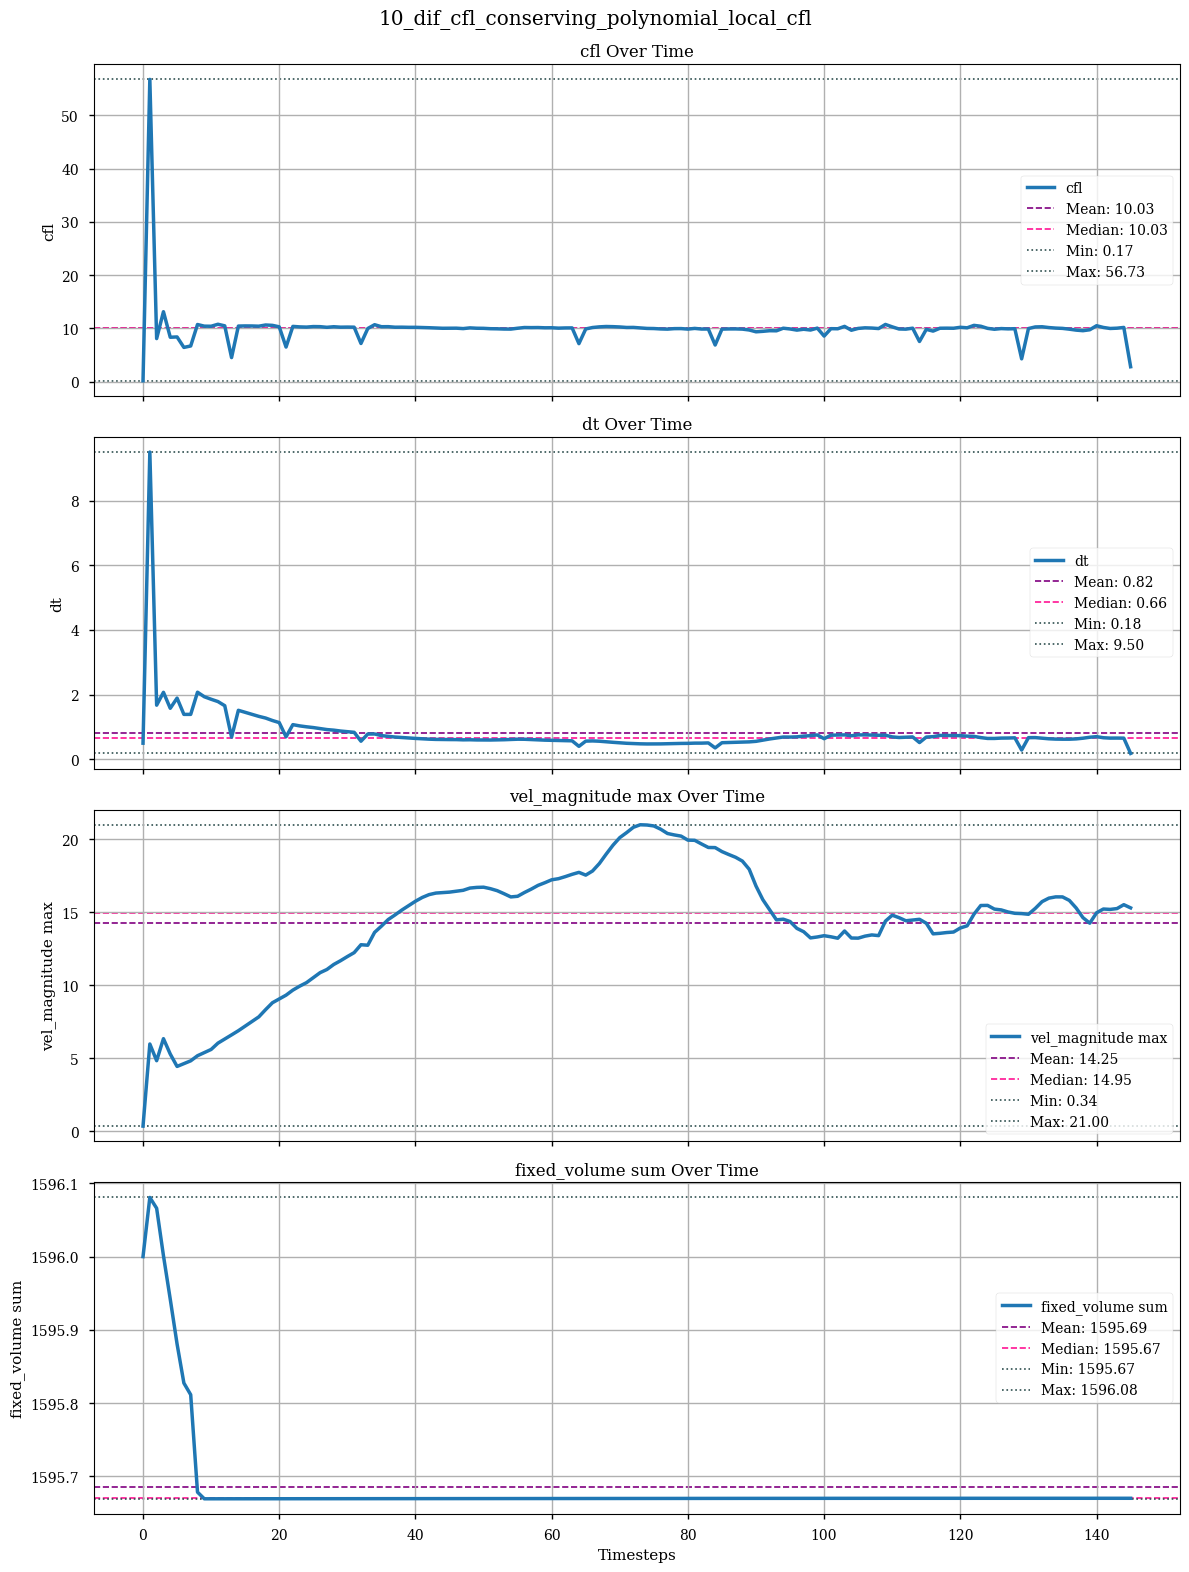 10_dif_cfl_conserving_polynomial_local_cfl
cfl Over Time
50
40
30
20
10
0
cfl
cfl
Mean: 10.03
Median: 10.03
Min: 0.17
Max: 56.73
dt Over Time
8
6
4
2
0
dt
dt
Mean: 0.82
Median: 0.66
Min: 0.18
Max: 9.50
vel_magnitude max Over Time
20
15
10
5
0
vel_magnitude max
vel_magnitude max
Mean: 14.25
Median: 14.95
Min: 0.34
Max: 21.00
fixed_volume sum Over Time
1596.1
1596.0
1595.9
1595.8
1595.7
fixed_volume sum
fixed_volume sum
Mean: 1595.69
Median: 1595.67
Min: 1595.67
Max: 1596.08
0 20 40 60 80 100 120 140
Timesteps